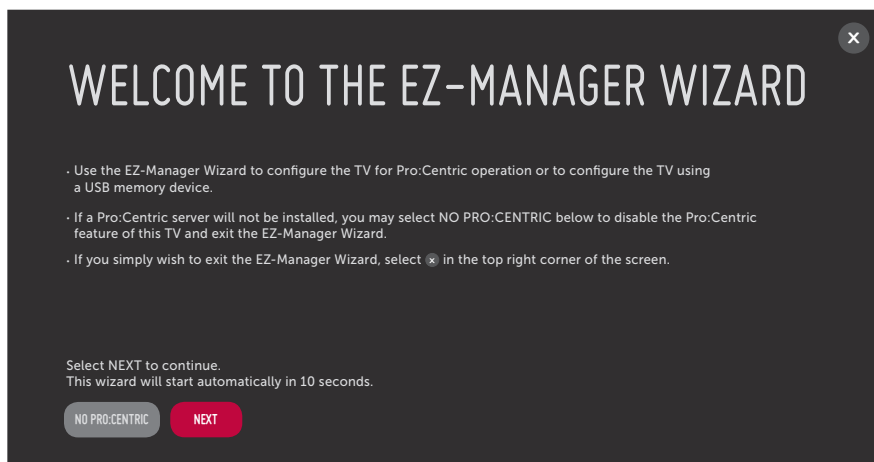 WELCOME TO THE EZ-MANAGER WIZARD
· Use the EZ-Manager Wizard to configure the TV for Pro:Centric operation or to configure the TV using
a USB memory device.
· If a Pro:Centric server will not be installed, you may select NO PRO:CENTRIC below to disable the Pro:Centric
feature of this TV and exit the EZ-Manager Wizard.
· If you simply wish to exit the EZ-Manager Wizard, select x in the top right corner of the screen.
Select NEXT to continue.
This wizard will start automatically in 10 seconds.
NO PRO:CENTRIC NEXT